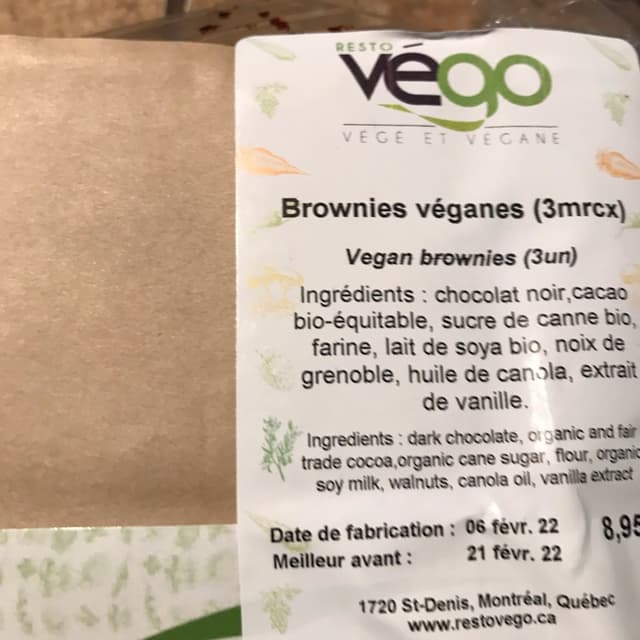 RESTO
végo
VÉGÉ ET VÉGANE
Brownies véganes (3mrcx)
Vegan brownies (3un)
Ingrédients : chocolat noir,cacao
bio-équitable, sucre de canne bio,
farine, lait de soya bio, noix de
grenoble, huile de canola, extrait
de vanille.
Ingredients : dark chocolate, organic and fair
trade cocoa,organic cane sugar, flour, organic
soy milk, walnuts, canola oil, vanilla extract
Date de fabrication : 06 févr. 22 8,95
Meilleur avant : 21 févr. 22
1720 St-Denis, Montréal, Québec
www.restovego.ca